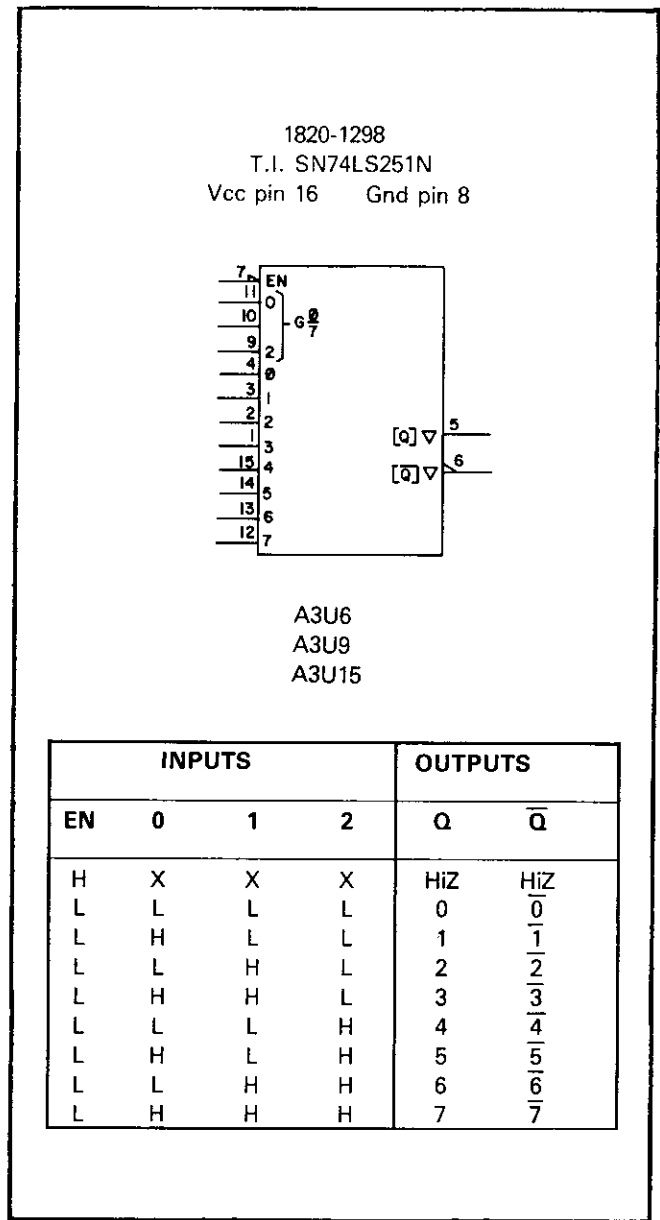 1820-1298
T.I. SN74LS251N
Vcc pin 16 Gnd pin 8
7 EN
11 0
10 G 0̸/7
9 2
4 0̸
3 1
2 2
1 3
15 4
14 5
13 6
12 7
[Q] ▽ 5
[Q̅] ▽ 6
A3U6
A3U9
A3U15
INPUTS OUTPUTS
EN 0 1 2 Q Q̅
H X X X HiZ HiZ
L L L L 0 0̅
L H L L 1 1̅
L L H L 2 2̅
L H H L 3 3̅
L L L H 4 4̅
L H L H 5 5̅
L L H H 6 6̅
L H H H 7 7̅